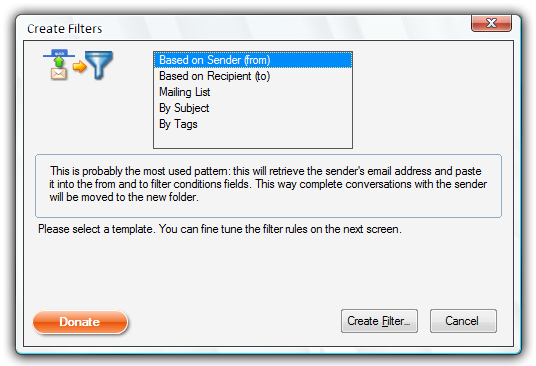 Create Filters
Based on Sender (from)
Based on Recipient (to)
Mailing List
By Subject
By Tags
This is probably the most used pattern: this will retrieve the sender's email address and paste
it into the from and to filter conditions fields. This way complete conversations with the sender
will be moved to the new folder.
Please select a template. You can fine tune the filter rules on the next screen.
Donate
Create Filter...
Cancel